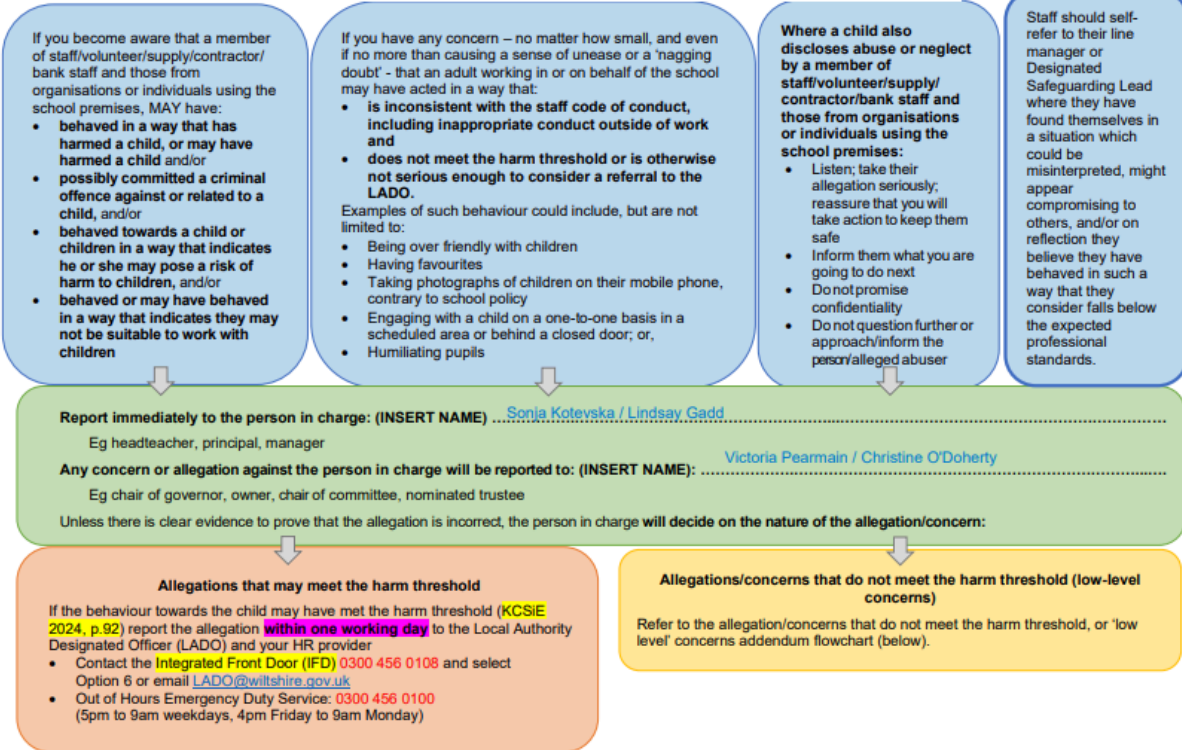 If you become aware that a member
of staff/volunteer/supply/contractor/
bank staff and those from
organisations or individuals using the
school premises, MAY have:
• behaved in a way that has
harmed a child, or may have
harmed a child and/or
• possibly committed a criminal
offence against or related to a
child, and/or
• behaved towards a child or
children in a way that indicates
he or she may pose a risk of
harm to children, and/or
• behaved or may have behaved
in a way that indicates they may
not be suitable to work with
children
If you have any concern – no matter how small, and even
if no more than causing a sense of unease or a ‘nagging
doubt’ - that an adult working in or on behalf of the school
may have acted in a way that:
• is inconsistent with the staff code of conduct,
including inappropriate conduct outside of work
and
• does not meet the harm threshold or is otherwise
not serious enough to consider a referral to the
LADO.
Examples of such behaviour could include, but are not
limited to:
• Being over friendly with children
• Having favourites
• Taking photographs of children on their mobile phone,
contrary to school policy
• Engaging with a child on a one-to-one basis in a
scheduled area or behind a closed door; or,
• Humiliating pupils
Where a child also
discloses abuse or neglect
by a member of
staff/volunteer/supply/
contractor/bank staff and
those from organisations
or individuals using the
school premises:
• Listen; take their
allegation seriously;
reassure that you will
take action to keep them
safe
• Inform them what you are
going to do next
• Do not promise
confidentiality
• Do not question further or
approach/inform the
person/alleged abuser
Staff should self-
refer to their line
manager or
Designated
Safeguarding Lead
where they have
found themselves in
a situation which
could be
misinterpreted, might
appear
compromising to
others, and/or on
reflection they
believe they have
behaved in such a
way that they
consider falls below
the expected
professional
standards.
Report immediately to the person in charge: (INSERT NAME) ...Sonja Kotevska / Lindsay Gadd...
Eg headteacher, principal, manager
Any concern or allegation against the person in charge will be reported to: (INSERT NAME): ...Victoria Pearmain / Christine O'Doherty...
Eg chair of governor, owner, chair of committee, nominated trustee
Unless there is clear evidence to prove that the allegation is incorrect, the person in charge will decide on the nature of the allegation/concern:
Allegations that may meet the harm threshold
If the behaviour towards the child may have met the harm threshold (KCSiE
2024, p.92) report the allegation within one working day to the Local Authority
Designated Officer (LADO) and your HR provider
• Contact the Integrated Front Door (IFD) 0300 456 0108 and select
Option 6 or email LADO@wiltshire.gov.uk
• Out of Hours Emergency Duty Service: 0300 456 0100
(5pm to 9am weekdays, 4pm Friday to 9am Monday)
Allegations/concerns that do not meet the harm threshold (low-level
concerns)
Refer to the allegation/concerns that do not meet the harm threshold, or ‘low
level’ concerns addendum flowchart (below).